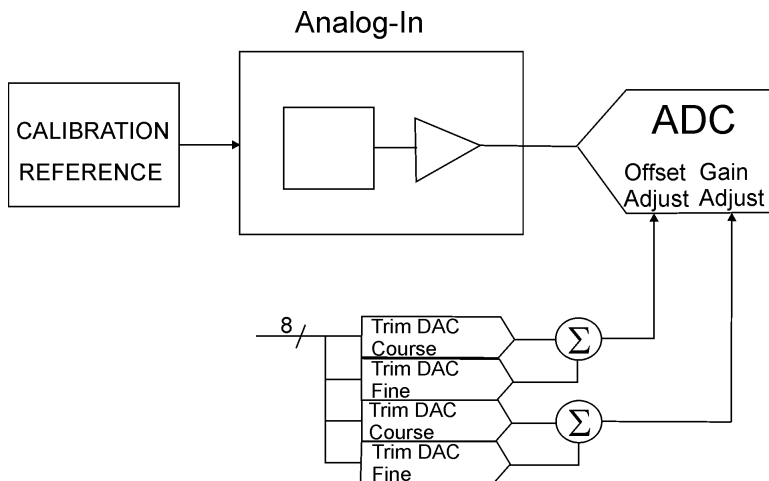 Analog-In
CALIBRATION
REFERENCE
ADC
Offset Gain
Adjust Adjust
8
Trim DAC
Course
Σ
Trim DAC
Fine
Trim DAC
Course
Σ
Trim DAC
Fine